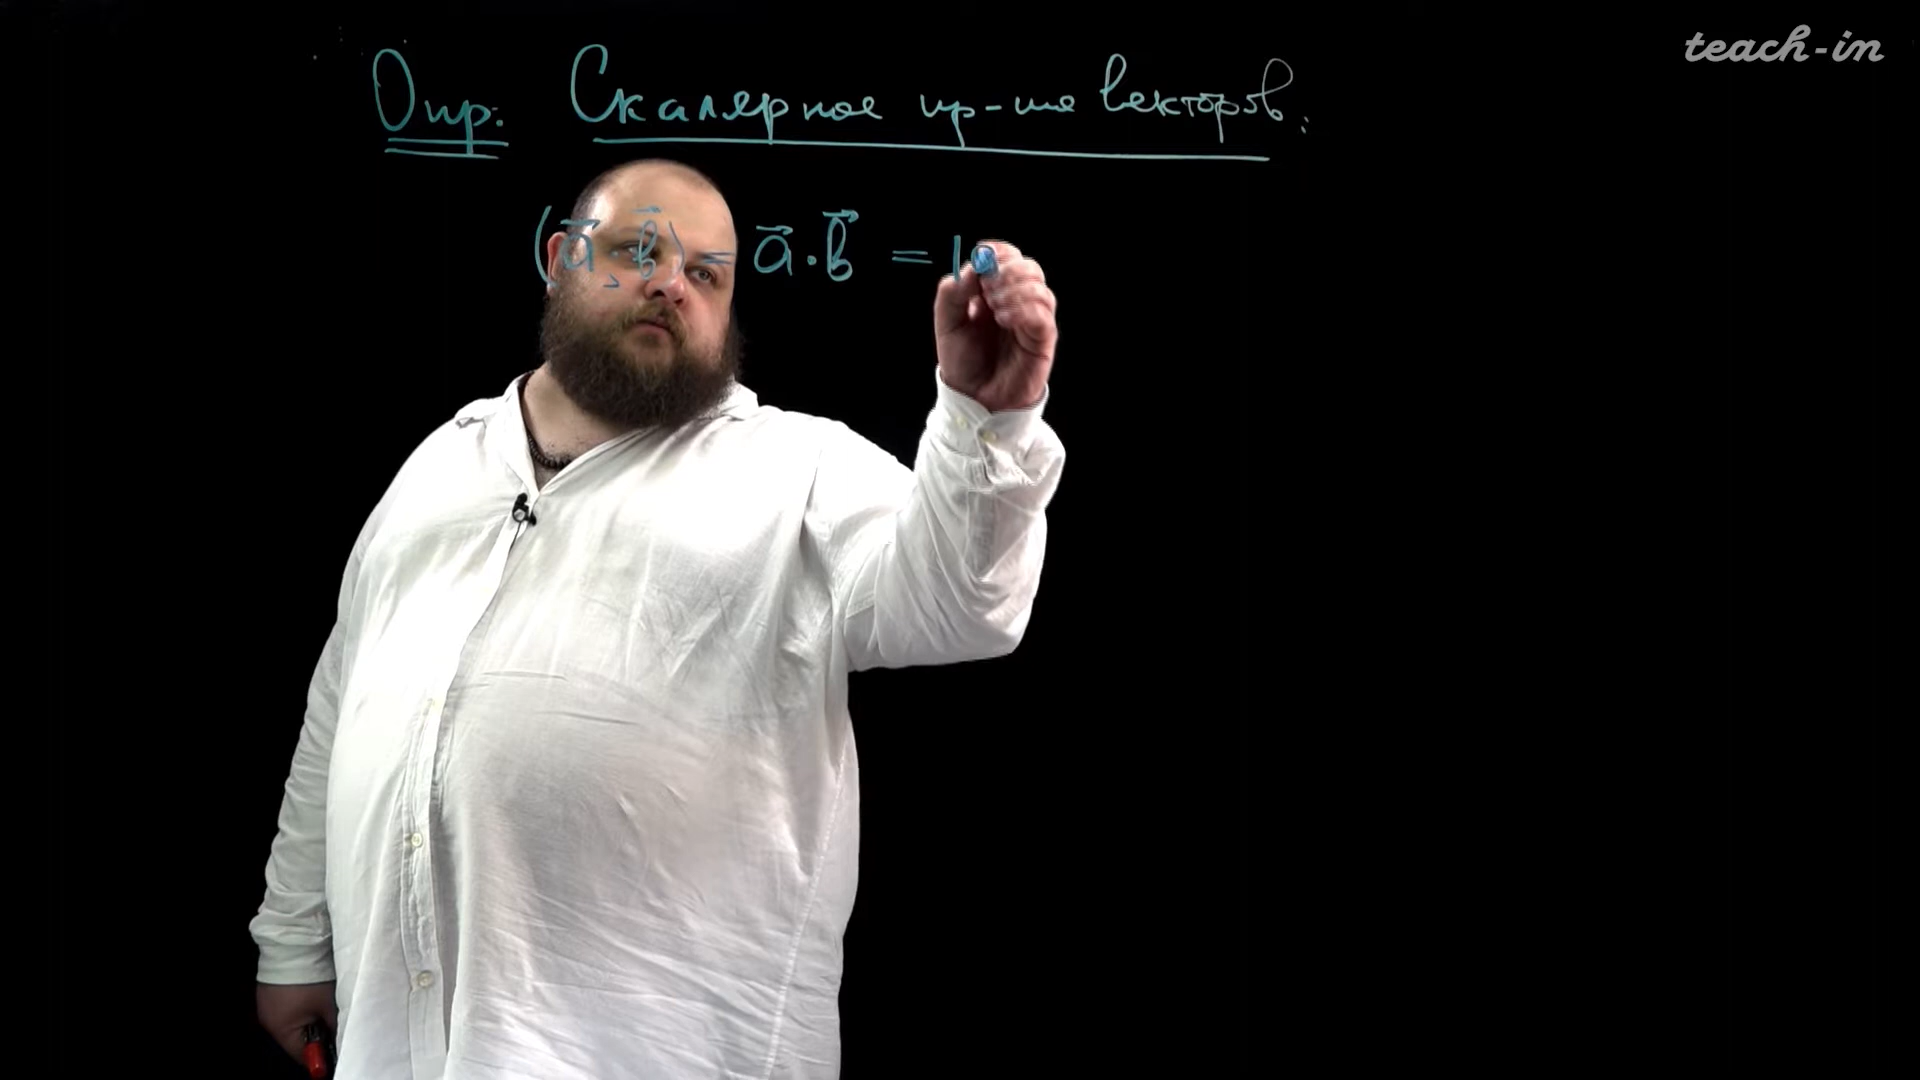 teach-in
Опр: Скалярное пр-ие векторов:
(a⃗, b⃗) = a⃗ · b⃗ = |a